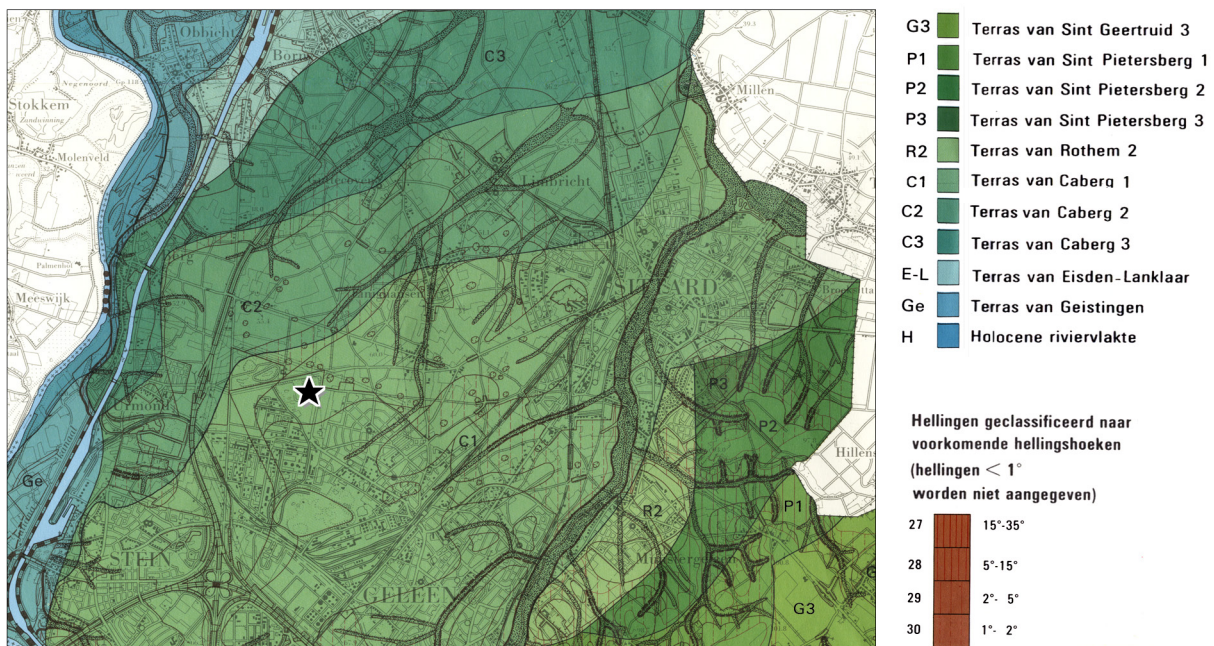 Obbicht
Born
C3
Millen
Negenoord
Stokkem
Molenveld
Limbricht
Meeswijk
C2
SITTARD
P3
P2
Urmond
C1
Hillens
Ge
P1
R2
STEIN
GELEEN
G3
G3 Terras van Sint Geertruid 3
P1 Terras van Sint Pietersberg 1
P2 Terras van Sint Pietersberg 2
P3 Terras van Sint Pietersberg 3
R2 Terras van Rothem 2
C1 Terras van Caberg 1
C2 Terras van Caberg 2
C3 Terras van Caberg 3
E-L Terras van Eisden-Lanklaar
Ge Terras van Geistingen
H Holocene riviervlakte
Hellingen geclassificeerd naar
voorkomende hellingshoeken
(hellingen < 1°
worden niet aangegeven)
27 15°-35°
28 5°-15°
29 2°- 5°
30 1°- 2°